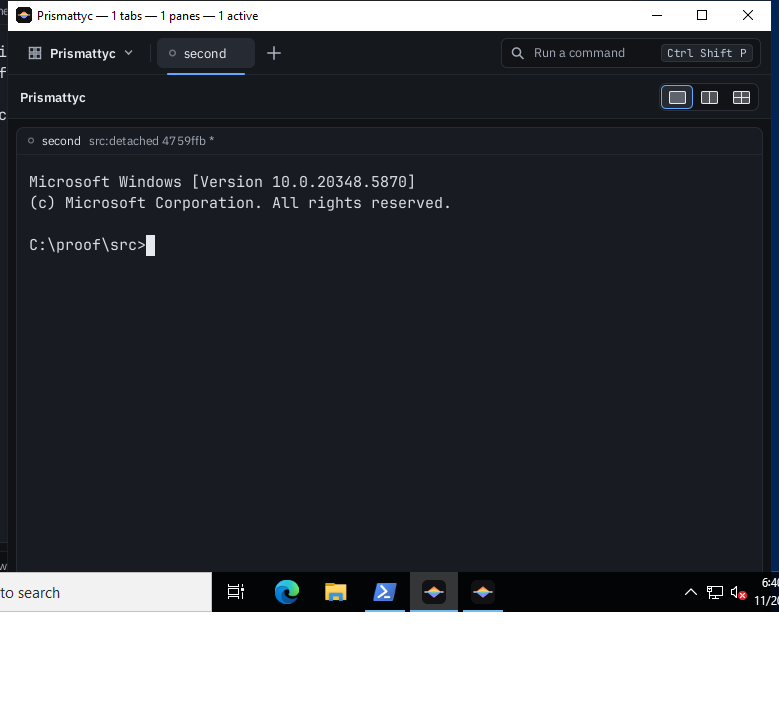 Prismattyc — 1 tabs — 1 panes — 1 active
Prismattyc
second
Run a command
Ctrl Shift P
Prismattyc
second src:detached 4759ffb *
Microsoft Windows [Version 10.0.20348.5870]
(c) Microsoft Corporation. All rights reserved.
C:\proof\src>
to search